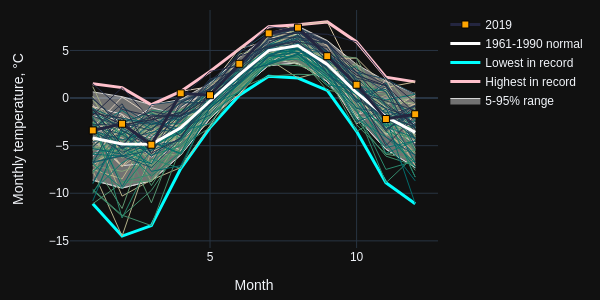 Monthly temperature, °C
5
0
−5
−10
−15
5
10
Month
2019
1961-1990 normal
Lowest in record
Highest in record
5-95% range